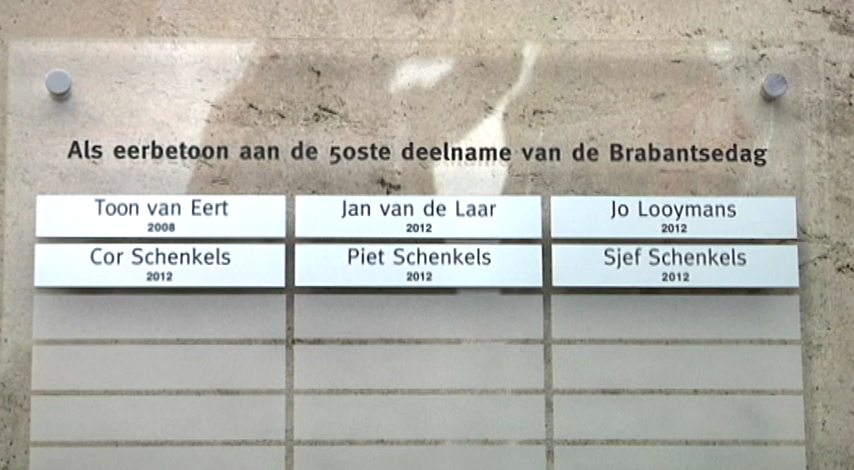 Als eerbetoon aan de 50ste deelname van de Brabantsedag
Toon van Eert
2008
Jan van de Laar
2012
Jo Looymans
2012
Cor Schenkels
2012
Piet Schenkels
2012
Sjef Schenkels
2012